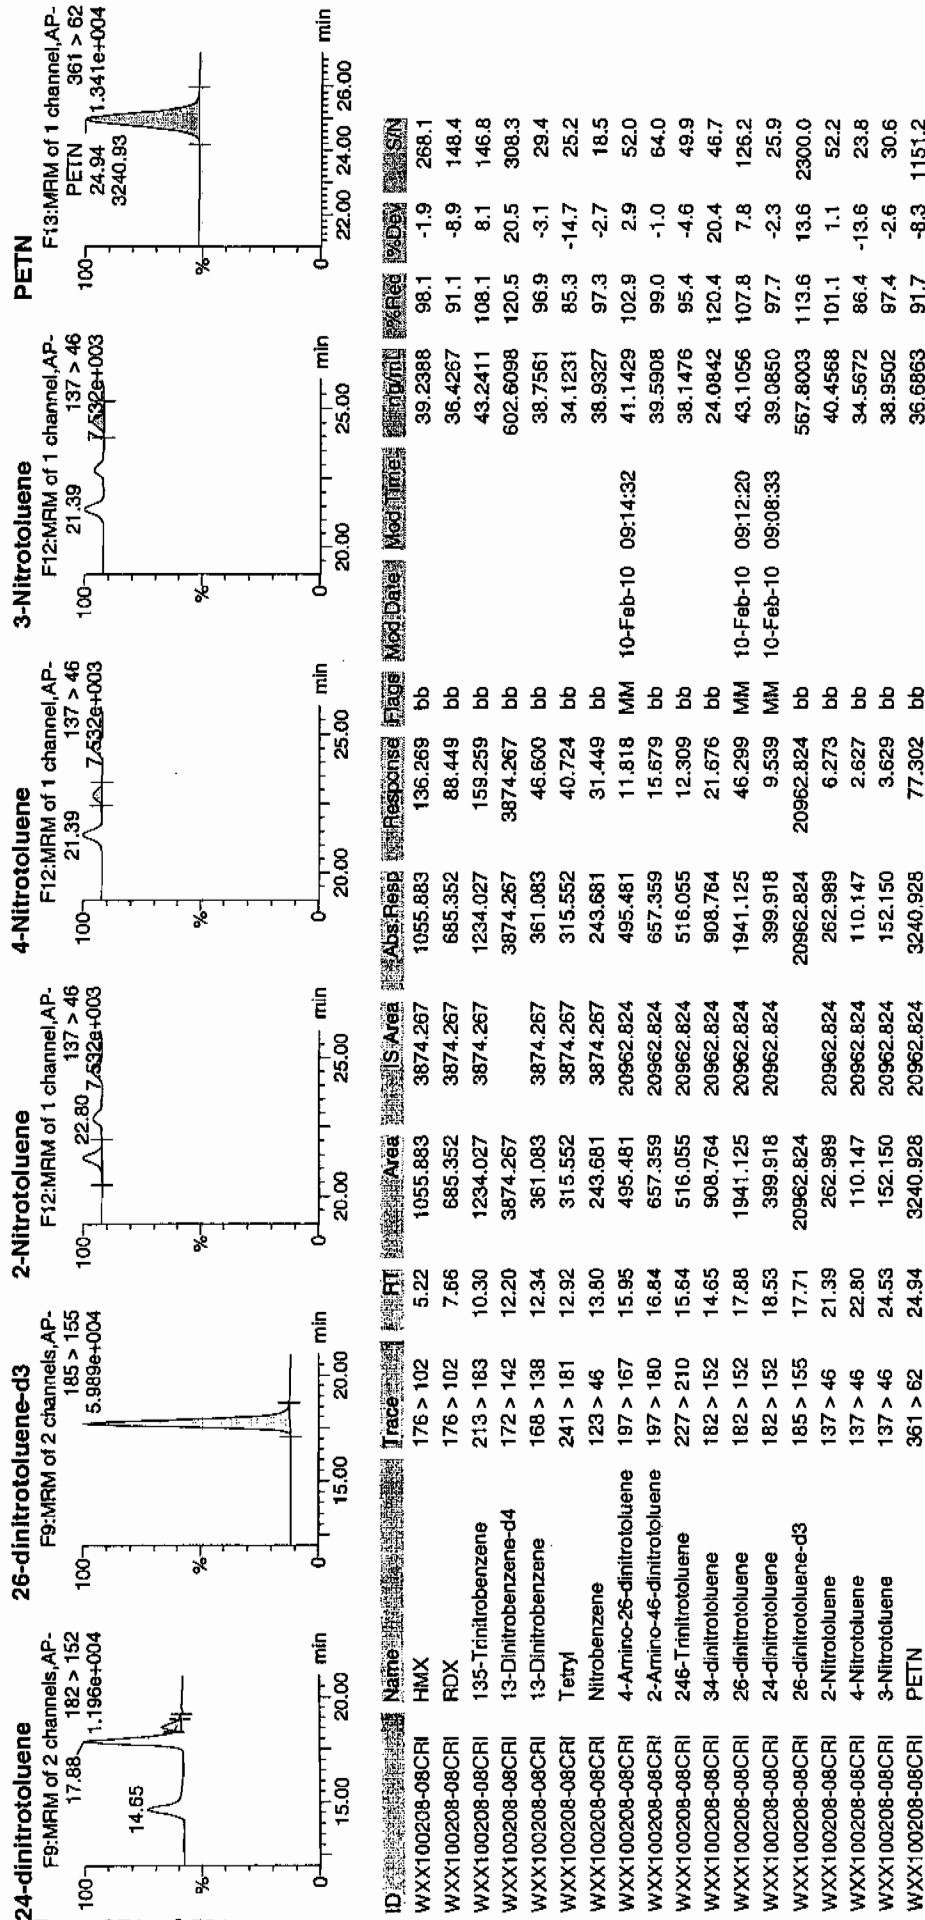 24-dinitrotoluene
F9:MRM of 2 channels,AP-
17.88 182 > 152
1.196e+004
14.65
100
%
0
15.00 20.00 min
26-dinitrotoluene-d3
F9:MRM of 2 channels,AP-
185 > 155
5.989e+004
100
%
0
15.00 20.00 min
2-Nitrotoluene
F12:MRM of 1 channel,AP-
137 > 46
22.80 7.532e+003
100
%
0
20.00 25.00 min
4-Nitrotoluene
F12:MRM of 1 channel,AP-
21.39 137 > 46
7.532e+003
100
%
0
20.00 25.00 min
3-Nitrotoluene
F12:MRM of 1 channel,AP-
21.39 137 > 46
7.532e+003
100
%
0
20.00 25.00 min
PETN
F13:MRM of 1 channel,AP-
PETN 361 > 62
24.94 1.341e+004
3240.93
100
%
0
22.00 24.00 26.00 min
ID Name Trace RT Area IS Area Abs.Resp Response Flags Mod.Date Mod.Time ng/mL %Rec %Dev S/N
WXX100208-08CRI HMX 176 > 102 5.22 1055.883 3874.267 1055.883 136.269 bb 39.2388 98.1 -1.9 268.1
WXX100208-08CRI RDX 176 > 102 7.66 685.352 3874.267 685.352 88.449 bb 36.4267 91.1 -8.9 148.4
WXX100208-08CRI 135-Trinitrobenzene 213 > 183 10.30 1234.027 3874.267 1234.027 159.259 bb 43.2411 108.1 8.1 146.8
WXX100208-08CRI 13-Dinitrobenzene-d4 172 > 142 12.20 3874.267 3874.267 3874.267 bb 602.6098 120.5 20.5 308.3
WXX100208-08CRI 13-Dinitrobenzene 168 > 138 12.34 361.083 3874.267 361.083 46.600 bb 38.7561 96.9 -3.1 29.4
WXX100208-08CRI Tetryl 241 > 181 12.92 315.552 3874.267 315.552 40.724 bb 34.1231 85.3 -14.7 25.2
WXX100208-08CRI Nitrobenzene 123 > 46 13.80 243.681 3874.267 243.681 31.449 bb 38.9327 97.3 -2.7 18.5
WXX100208-08CRI 4-Amino-26-dinitrotoluene 197 > 167 15.95 495.481 20962.824 495.481 11.818 MM 10-Feb-10 09:14:32 41.1429 102.9 2.9 52.0
WXX100208-08CRI 2-Amino-46-dinitrotoluene 197 > 180 16.84 657.359 20962.824 657.359 15.679 bb 39.5908 99.0 -1.0 64.0
WXX100208-08CRI 246-Trinitrotoluene 227 > 210 15.64 516.055 20962.824 516.055 12.309 bb 38.1476 95.4 -4.6 49.9
WXX100208-08CRI 34-dinitrotoluene 182 > 152 14.65 908.764 20962.824 908.764 21.676 bb 24.0842 120.4 20.4 46.7
WXX100208-08CRI 26-dinitrotoluene 182 > 152 17.88 1941.125 20962.824 1941.125 46.299 MM 10-Feb-10 09:12:20 43.1056 107.8 7.8 126.2
WXX100208-08CRI 24-dinitrotoluene 182 > 152 18.53 399.918 20962.824 399.918 9.539 MM 10-Feb-10 09:08:33 39.0850 97.7 -2.3 25.9
WXX100208-08CRI 26-dinitrotoluene-d3 185 > 155 17.71 20962.824 20962.824 20962.824 bb 567.8003 113.6 13.6 2300.0
WXX100208-08CRI 2-Nitrotoluene 137 > 46 21.39 262.989 20962.824 262.989 6.273 bb 40.4568 101.1 1.1 52.2
WXX100208-08CRI 4-Nitrotoluene 137 > 46 22.80 110.147 20962.824 110.147 2.627 bb 34.5672 86.4 -13.6 23.8
WXX100208-08CRI 3-Nitrotoluene 137 > 46 24.53 152.150 20962.824 152.150 3.629 bb 38.9502 97.4 -2.6 30.6
WXX100208-08CRI PETN 361 > 62 24.94 3240.928 20962.824 3240.928 77.302 bb 36.6863 91.7 -8.3 1151.2